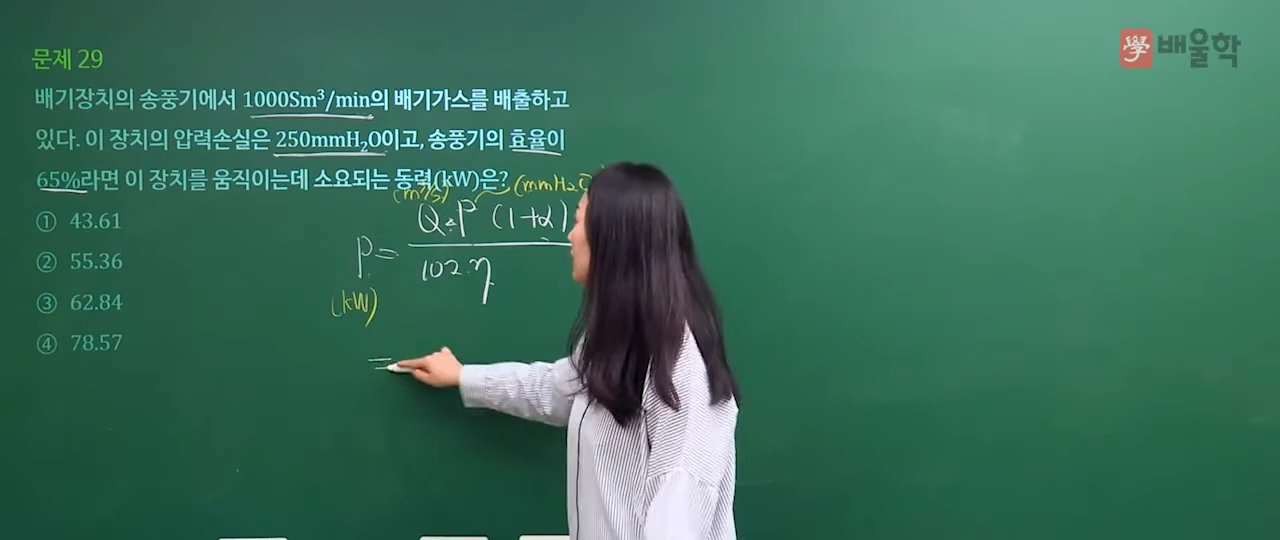 學 배울학
문제 29
배기장치의 송풍기에서 1000Sm³/min의 배기가스를 배출하고
있다. 이 장치의 압력손실은 250mmH₂O이고, 송풍기의 효율이
65%라면 이 장치를 움직이는데 소요되는 동력(kW)은?
① 43.61
② 55.36
③ 62.84
④ 78.57
(m³/s) (mmH₂O
Q △P (1+α)
P =
102·η
(kW)
=